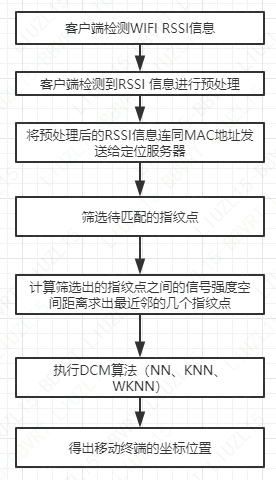 客户端检测WIFI RSSI信息
客户端检测到RSSI 信息进行预处理
将预处理后的RSSI信息连同MAC地址发
送给定位服务器
筛选待匹配的指纹点
计算筛选出的指纹点之间的信号强度空
间距离求出最近邻的几个指纹点
执行DCM算法（NN、KNN、
WKNN）
得出移动终端的坐标位置